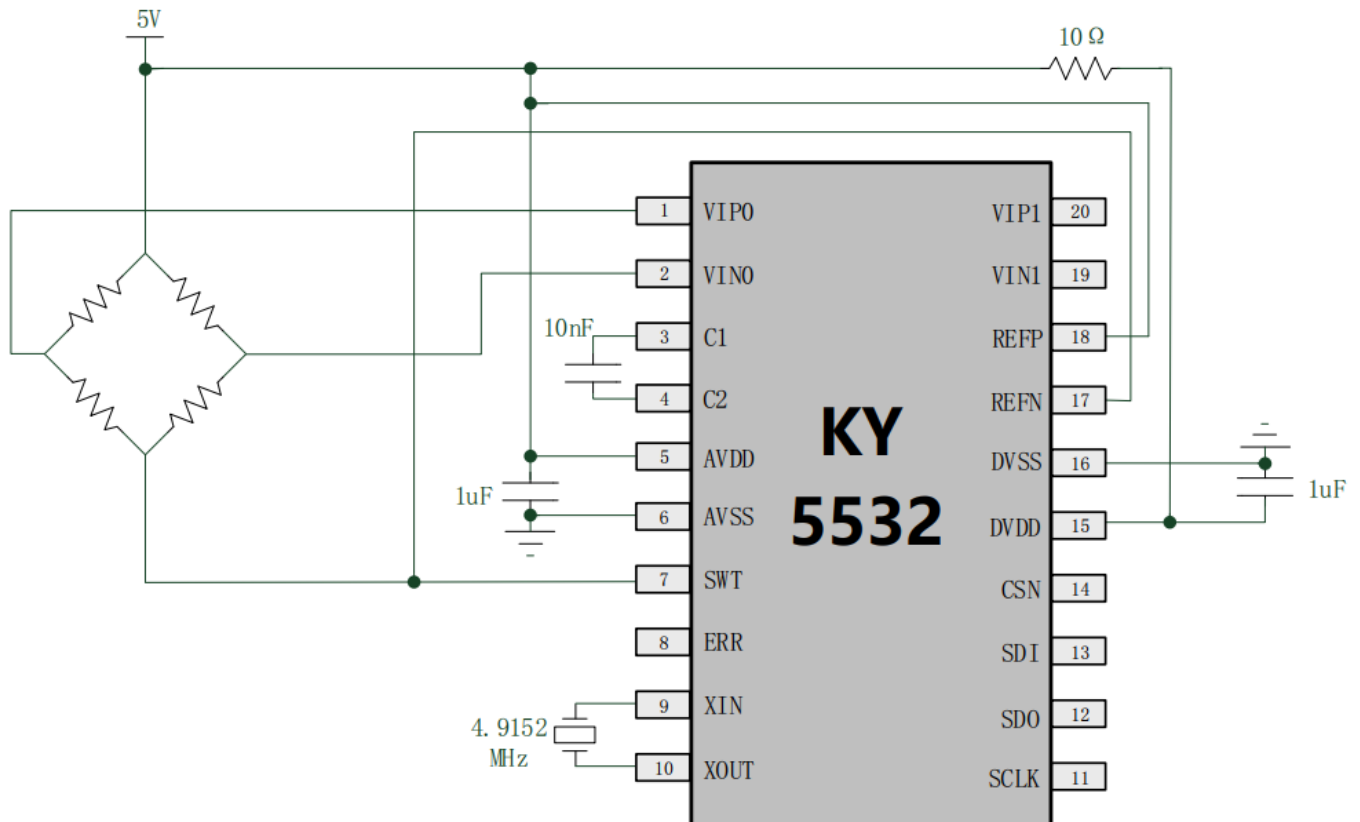 5V
10Ω
1 VIP0
VIP1 20
2 VIN0
VIN1 19
10nF
3 C1
REFP 18
4 C2
REFN 17
KY
5532
5 AVDD
DVSS 16
1uF
1uF
6 AVSS
DVDD 15
7 SWT
CSN 14
8 ERR
SDI 13
4.9152
MHz
9 XIN
SDO 12
10 XOUT
SCLK 11